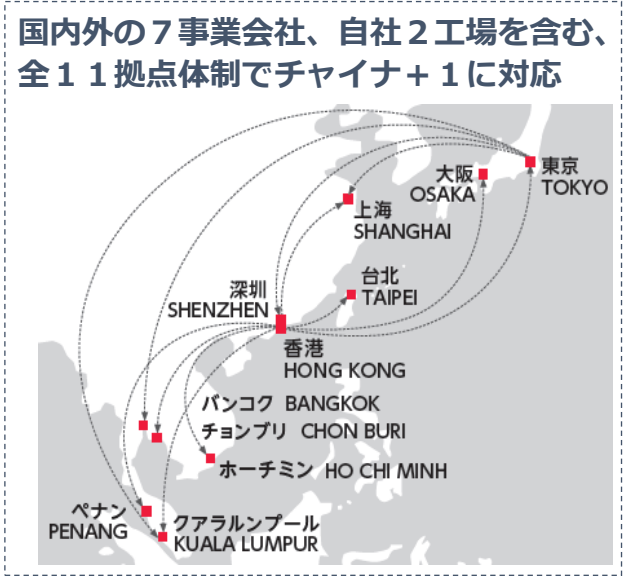 国内外の７事業会社、自社２工場を含む、
全１１拠点体制でチャイナ＋１に対応
大阪
OSAKA
東京
TOKYO
上海
SHANGHAI
台北
TAIPEI
深圳
SHENZHEN
香港
HONG KONG
バンコク BANGKOK
チョンブリ CHON BURI
ホーチミン HO CHI MINH
ペナン
PENANG
クアラルンプール
KUALA LUMPUR